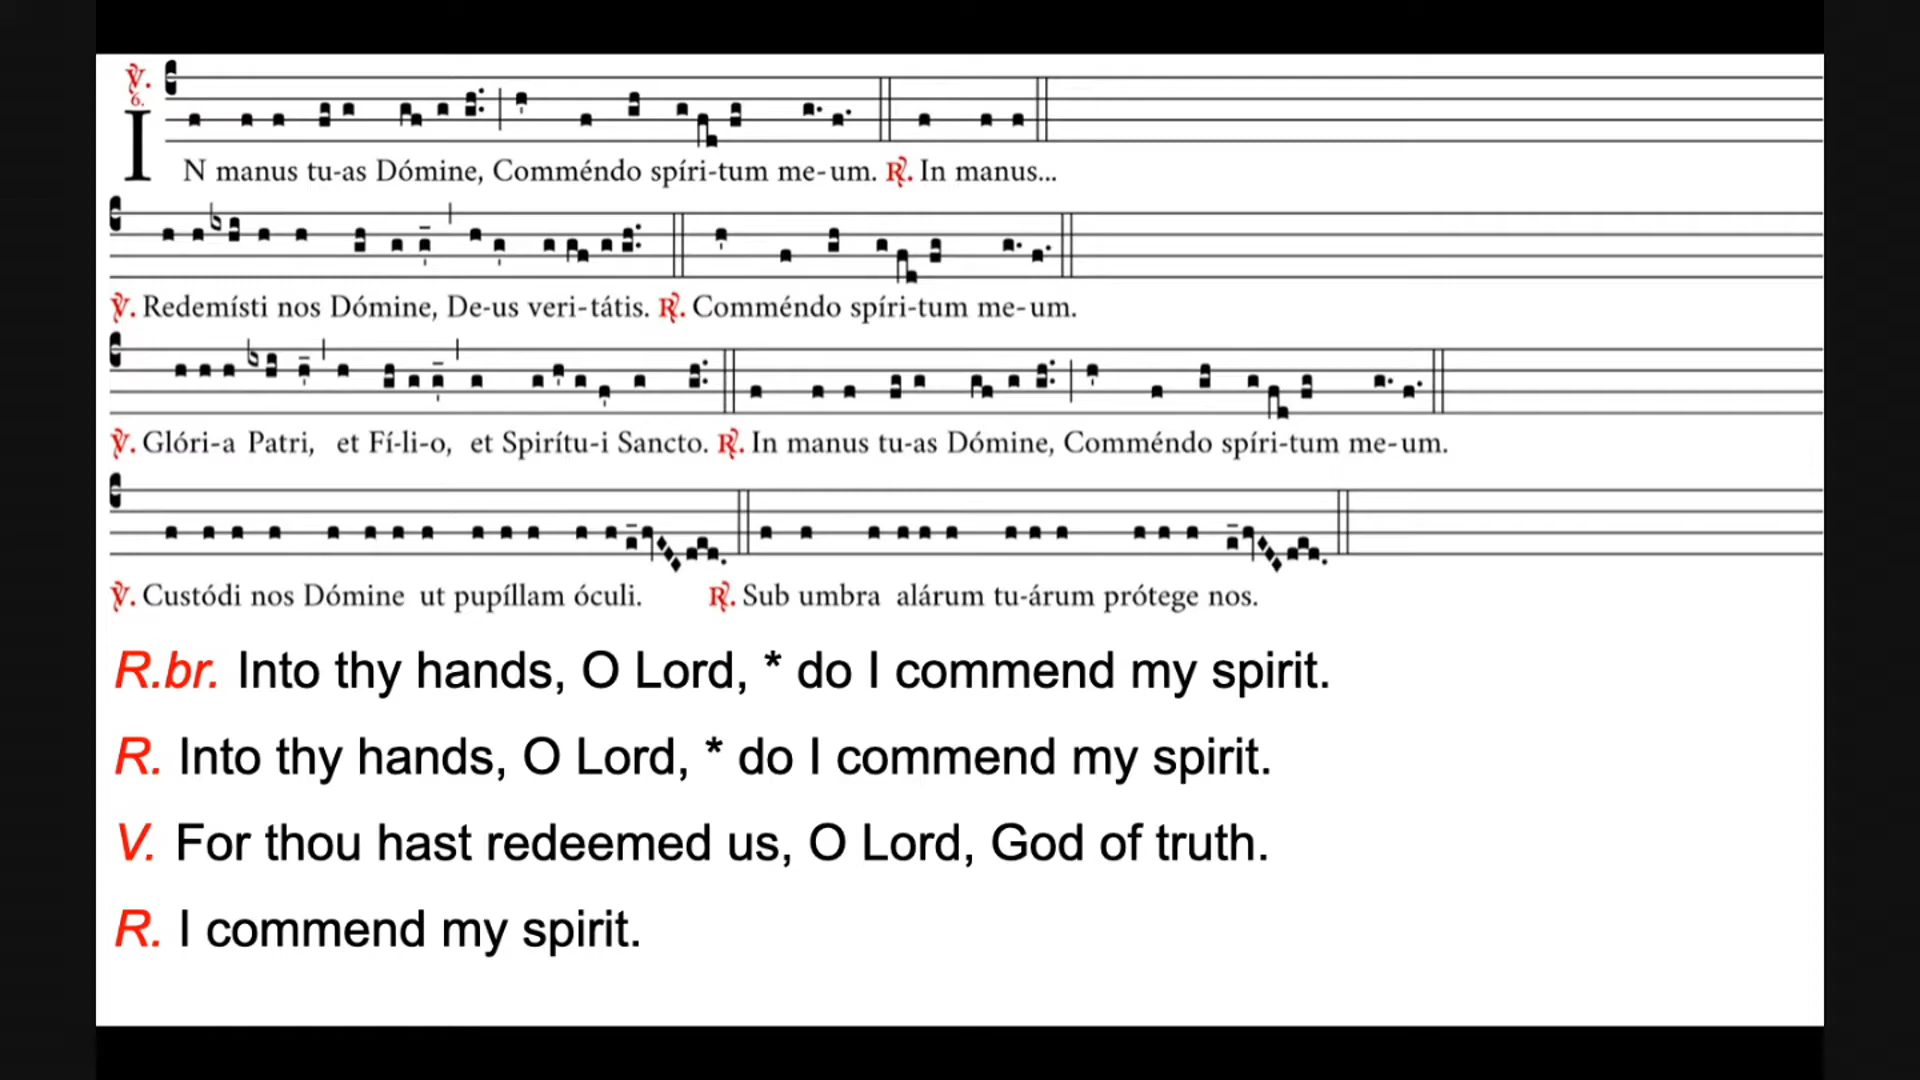 ℣.
6.
IN manus tu-as Dómine, Comméndo spíri-tum me-um. ℟. In manus...
℣. Redemísti nos Dómine, De-us veri-tátis. ℟. Comméndo spíri-tum me-um.
℣. Glóri-a Patri, et Fí-li-o, et Spirítu-i Sancto. ℟. In manus tu-as Dómine, Comméndo spíri-tum me-um.
℣. Custódi nos Dómine ut pupíllam óculi. ℟. Sub umbra alárum tu-árum prótege nos.
R.br. Into thy hands, O Lord, * do I commend my spirit.
R. Into thy hands, O Lord, * do I commend my spirit.
V. For thou hast redeemed us, O Lord, God of truth.
R. I commend my spirit.